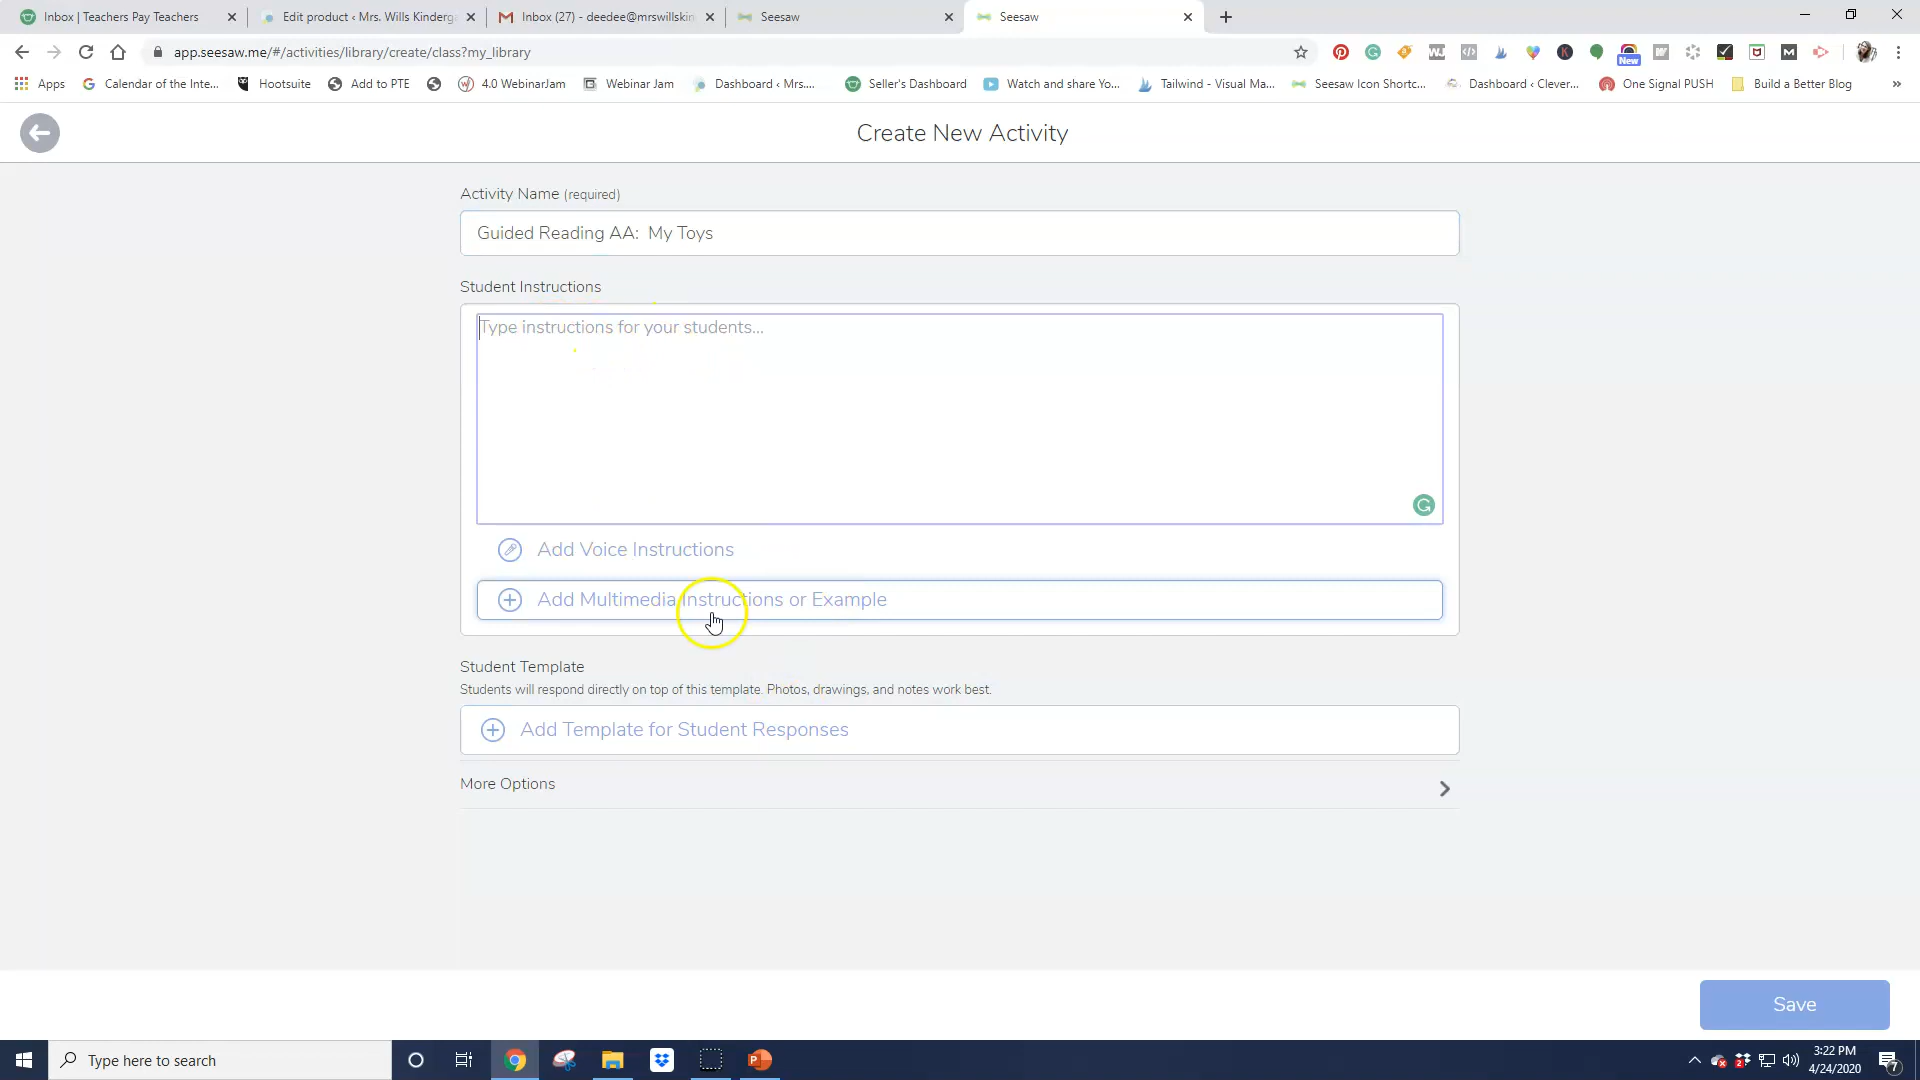 Inbox | Teachers Pay Teachers
Edit product ‹ Mrs. Wills Kinderga
Inbox (27) - deedee@mrswillskin
Seesaw
Seesaw
app.seesaw.me/#/activities/library/create/class?my_library
New
Apps
Calendar of the Inte...
Hootsuite
Add to PTE
4.0 WebinarJam
Webinar Jam
Dashboard ‹ Mrs....
Seller's Dashboard
Watch and share Yo...
Tailwind - Visual Ma...
Seesaw Icon Shortc...
Dashboard ‹ Clever...
One Signal PUSH
Build a Better Blog
»
Create New Activity
Activity Name (required)
Guided Reading AA: My Toys
Student Instructions
Type instructions for your students...
Add Voice Instructions
Add Multimedia Instructions or Example
Student Template
Students will respond directly on top of this template. Photos, drawings, and notes work best.
Add Template for Student Responses
More Options
Save
Type here to search
3:22 PM
4/24/2020
7